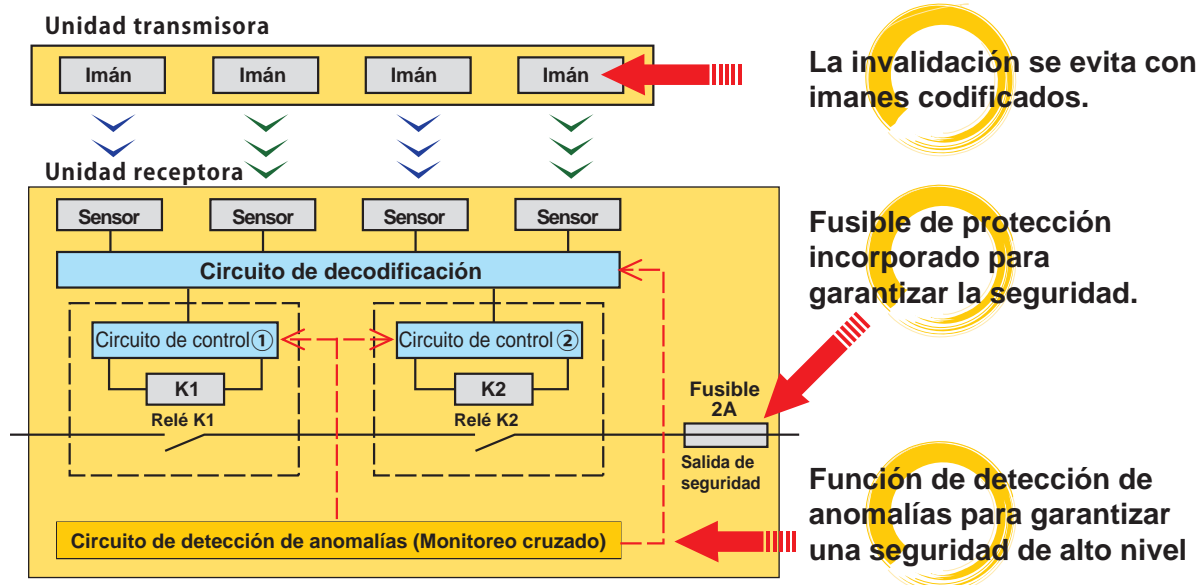 Unidad transmisora
Imán
Imán
Imán
Imán
La invalidación se evita con
imanes codificados.
Unidad receptora
Sensor
Sensor
Sensor
Sensor
Circuito de decodificación
Fusible de protección
incorporado para
garantizar la seguridad.
Circuito de control①
Circuito de control②
K1
K2
Relé K1
Relé K2
Fusible
2A
Salida de
seguridad
Circuito de detección de anomalías (Monitoreo cruzado)
Función de detección de
anomalías para garantizar
una seguridad de alto nivel